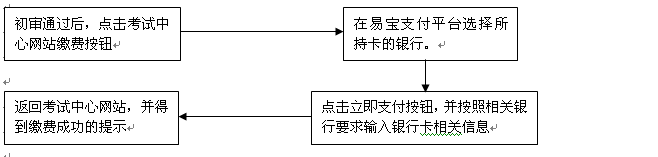 初审通过后，点击考试中
心网站缴费按钮
在易宝支付平台选择所
持卡的银行。
点击立即支付按钮，并按照相关银
行要求输入银行卡相关信息
返回考试中心网站，并得
到缴费成功的提示